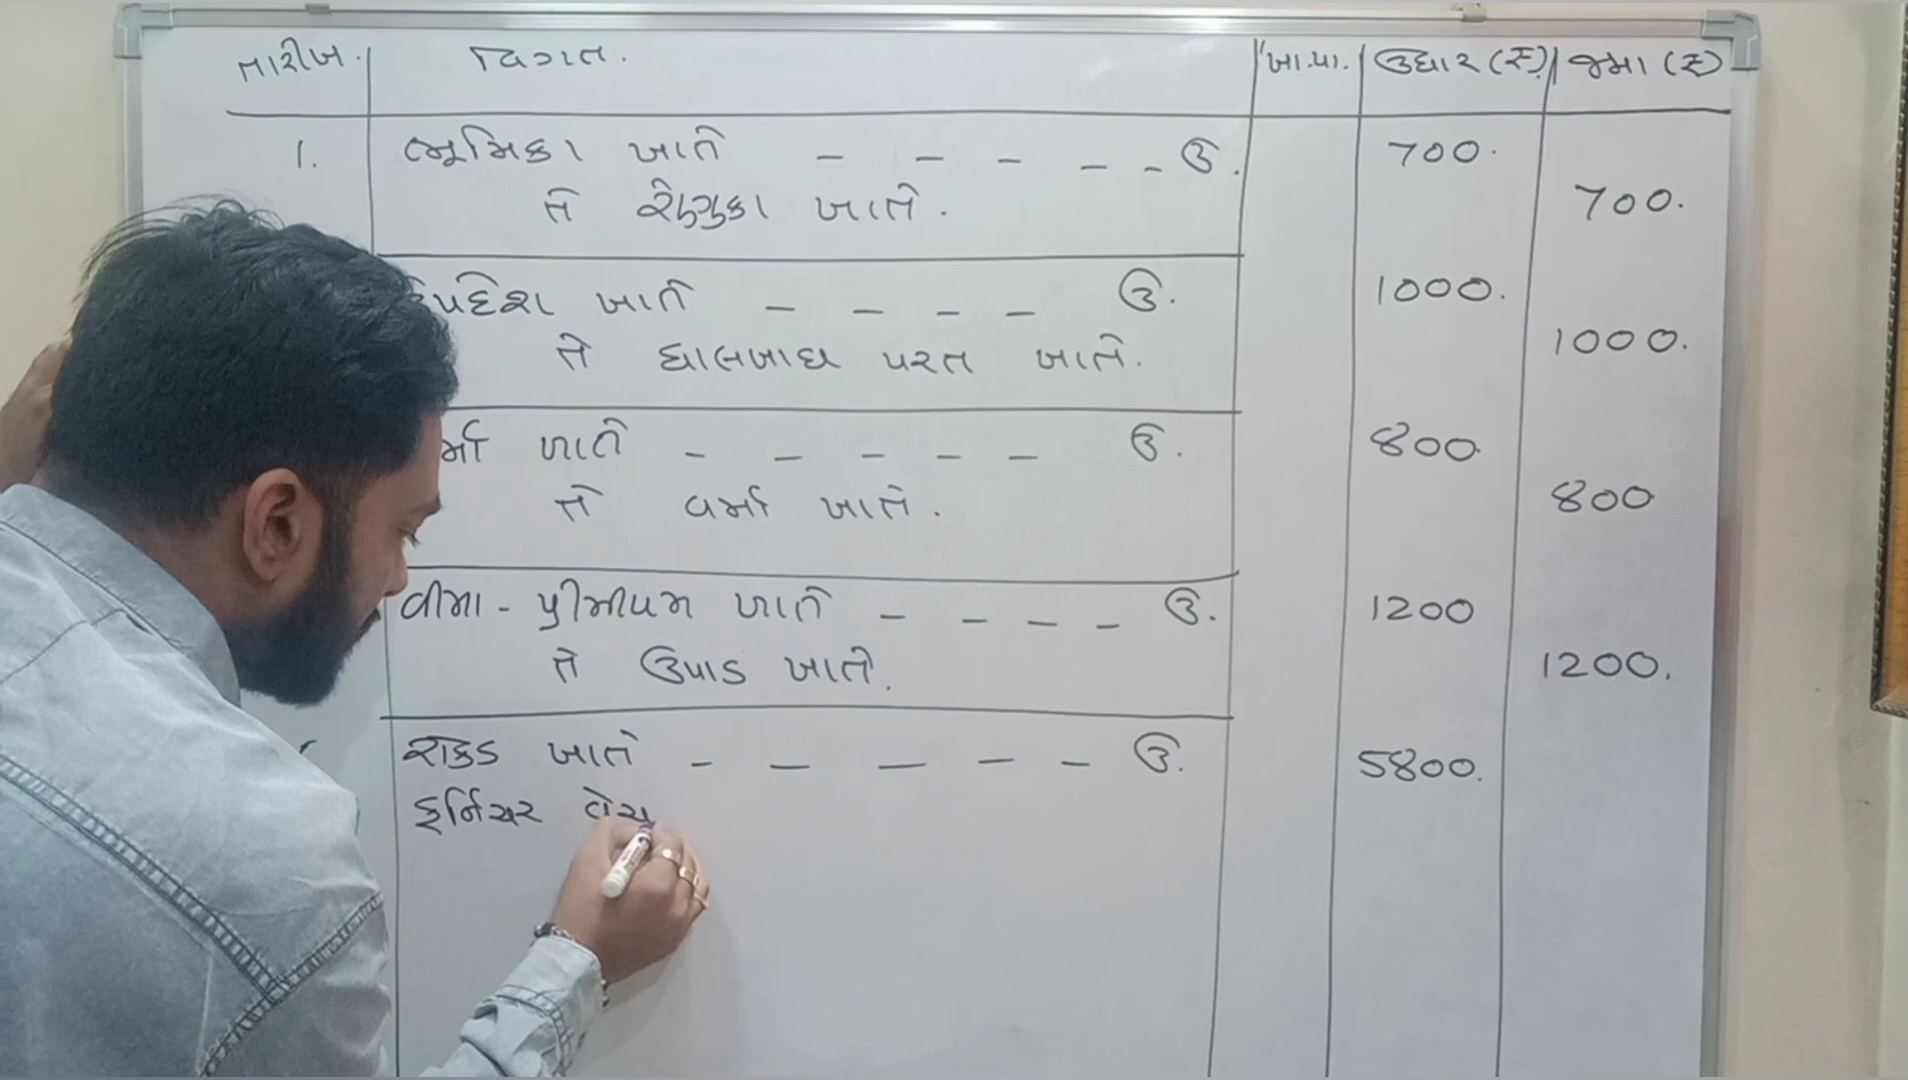 તારીખ. વિગત. ખા.પા. ઉધાર (₹) જમા (₹)
1. ભૂમિકા ખાતે - - - - - ઉ. 700.
તે રેણુકા ખાતે. 700.
ઉપદેશ ખાતે - - - - ઉ. 1000.
તે ઘાલખાધ પરત ખાતે. 1000.
ર્મા ખાતે - - - - - ઉ. 800.
તે વર્મા ખાતે. 800
વીમા - પ્રીમીયમ ખાતે - - - - ઉ. 1200
તે ઉપાડ ખાતે. 1200.
રોકડ ખાતે - - - - - ઉ. 5800.
ફર્નિચર વેચા